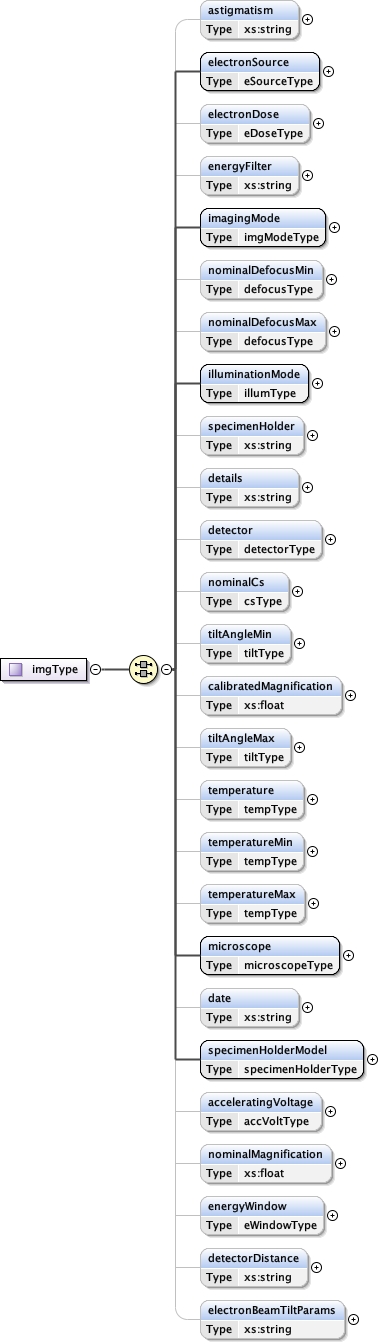 astigmatism
Type xs:string
electronSource
Type eSourceType
electronDose
Type eDoseType
energyFilter
Type xs:string
imagingMode
Type imgModeType
nominalDefocusMin
Type defocusType
nominalDefocusMax
Type defocusType
illuminationMode
Type illumType
specimenHolder
Type xs:string
details
Type xs:string
detector
Type detectorType
nominalCs
Type csType
tiltAngleMin
Type tiltType
imgType
calibratedMagnification
Type xs:float
tiltAngleMax
Type tiltType
temperature
Type tempType
temperatureMin
Type tempType
temperatureMax
Type tempType
microscope
Type microscopeType
date
Type xs:string
specimenHolderModel
Type specimenHolderType
acceleratingVoltage
Type accVoltType
nominalMagnification
Type xs:float
energyWindow
Type eWindowType
detectorDistance
Type xs:string
electronBeamTiltParams
Type xs:string